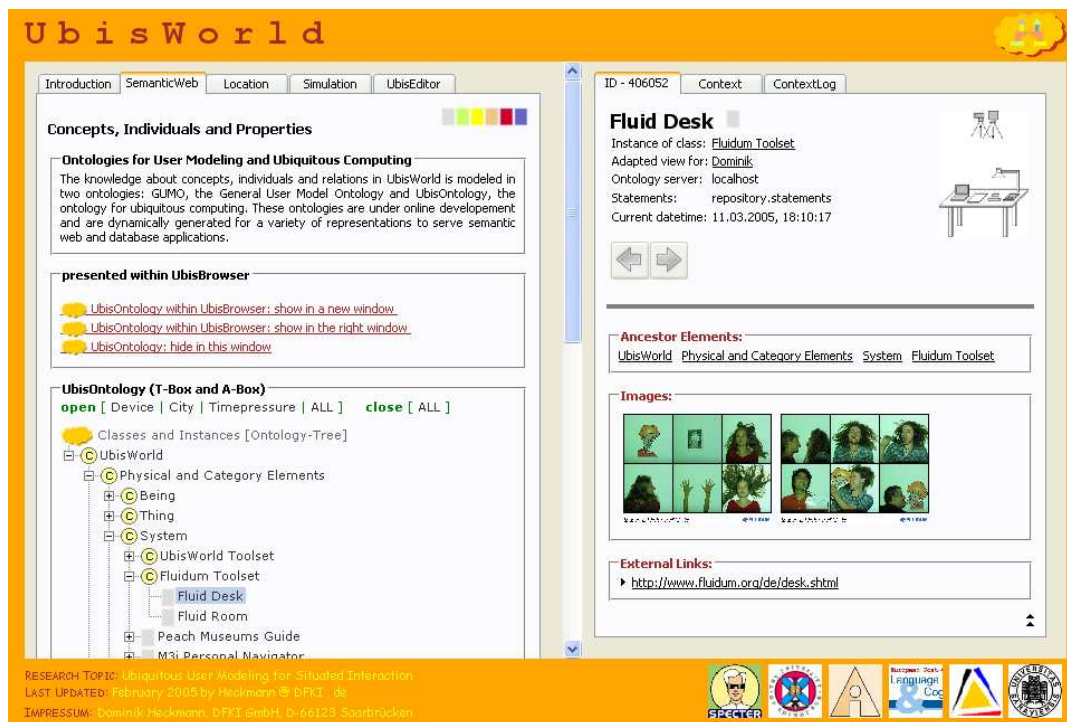 UbisWorld
Introduction
SemanticWeb
Location
Simulation
UbisEditor
Concepts, Individuals and Properties
Ontologies for User Modeling and Ubiquitous Computing
The knowledge about concepts, individuals and relations in UbisWorld is modeled in
two ontologies: GUMO, the General User Model Ontology and UbisOntology, the
ontology for ubiquitous computing. These ontologies are under online developement
and are dynamically generated for a variety of representations to serve semantic
web and database applications.
presented within UbisBrowser
UbisOntology within UbisBrowser: show in a new window
UbisOntology within UbisBrowser: show in the right window
UbisOntology: hide in this window
UbisOntology (T-Box and A-Box)
open [ Device | City | Timepressure | ALL ] close [ ALL ]
Classes and Instances [Ontology-Tree]
C UbisWorld
C Physical and Category Elements
C Being
C Thing
C System
C UbisWorld Toolset
C Fluidum Toolset
Fluid Desk
Fluid Room
Peach Museums Guide
M3i Personal Navigator
ID - 406052
Context
ContextLog
Fluid Desk
Instance of class: Fluidum Toolset
Adapted view for: Dominik
Ontology server: localhost
Statements: repository.statements
Current datetime: 11.03.2005, 18:10:17
Ancestor Elements:
UbisWorld Physical and Category Elements System Fluidum Toolset
Images:
External Links:
http://www.fluidum.org/de/desk.shtml
RESEARCH TOPIC: Ubiquitous User Modeling for Situated Interaction
LAST UPDATED: February 2005 by Heckmann @ DFKI . de
IMPRESSUM: Dominik Heckmann, DFKI GmbH, D-66123 Saarbrücken
SPECTER
European Post-
Language
& Cog